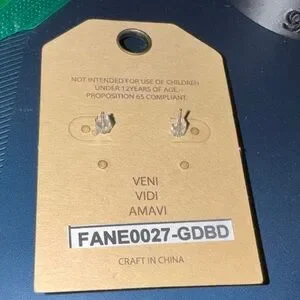 NOT INTENDED FOR USE OF CHILDREN
UNDER 12YEARS OF AGE.
PROPOSITION 65 COMPLIANT.
VENI
VIDI
AMAVI
FANE0027-GDBD
CRAFT IN CHINA